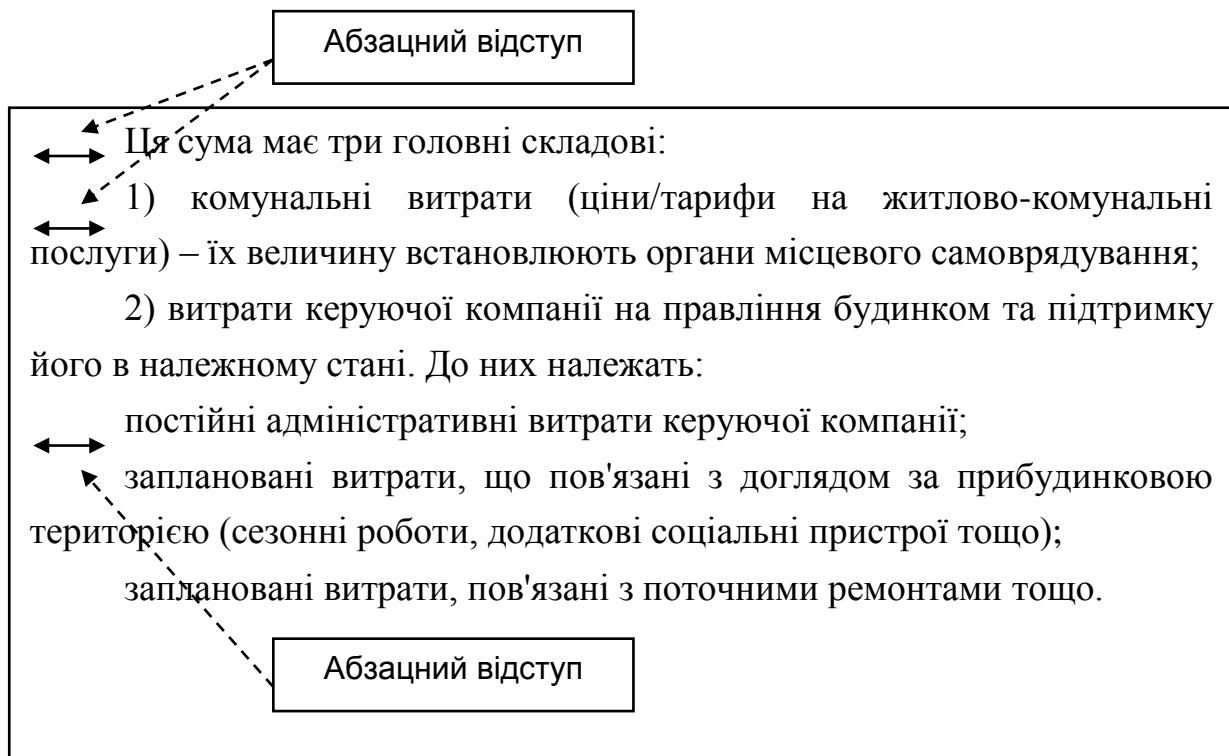 Абзацний відступ
Ця сума має три головні складові:
1) комунальні витрати (ціни/тарифи на житлово-комунальні
послуги) – їх величину встановлюють органи місцевого самоврядування;
2) витрати керуючої компанії на правління будинком та підтримку
його в належному стані. До них належать:
постійні адміністративні витрати керуючої компанії;
заплановані витрати, що пов'язані з доглядом за прибудинковою
територією (сезонні роботи, додаткові соціальні пристрої тощо);
заплановані витрати, пов'язані з поточними ремонтами тощо.
Абзацний відступ